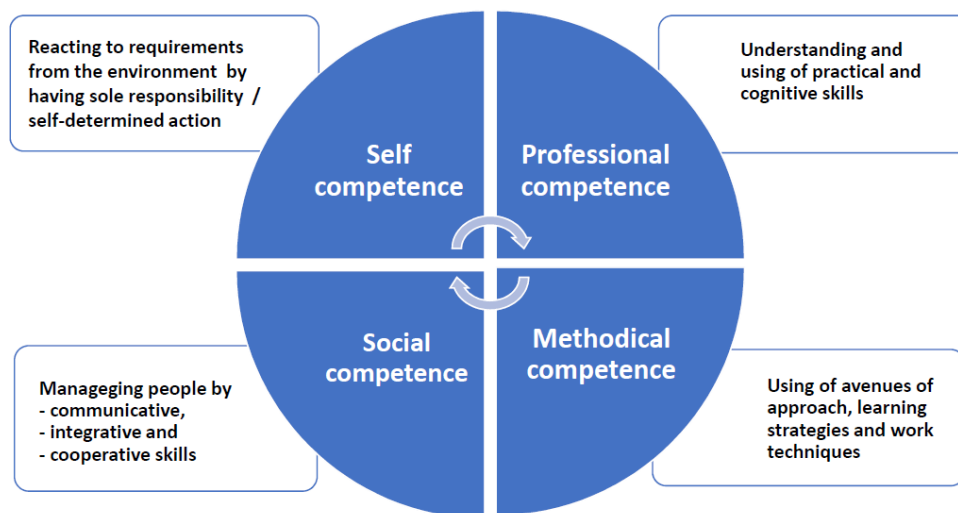 Reacting to requirements
from the environment by
having sole responsibility /
self-determined action
Understanding and
using of practical and
cognitive skills
Self
competence
Professional
competence
Social
competence
Methodical
competence
Manageging people by
- communicative,
- integrative and
- cooperative skills
Using of avenues of
approach, learning
strategies and work
techniques